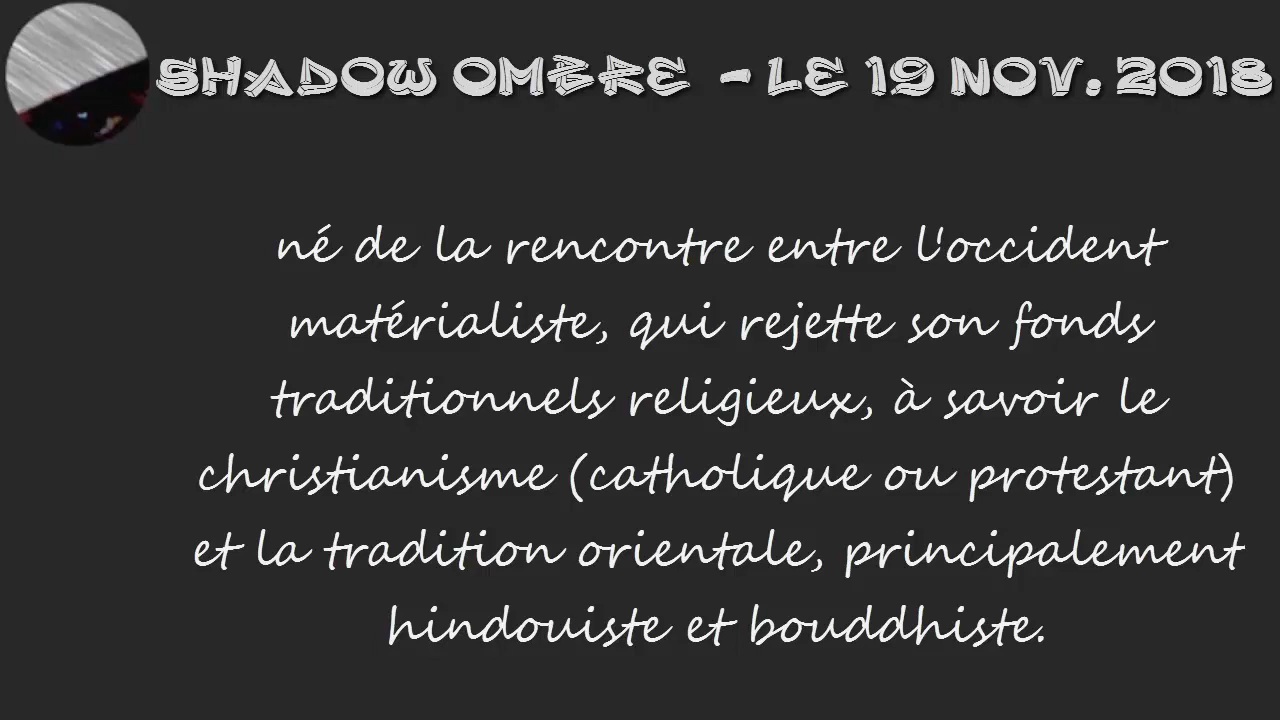 SHADOW OMBRE - LE 19 NOV. 2018
né de la rencontre entre l'occident
matérialiste, qui rejette son fonds
traditionnels religieux, à savoir le
christianisme (catholique ou protestant)
et la tradition orientale, principalement
hindouiste et bouddhiste.